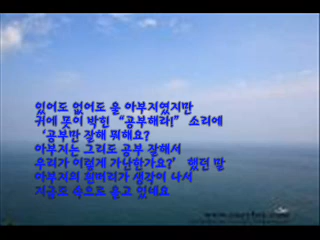 있어도 없어도 울 아부지였지만
귀에 못이 박힌 “공부해라!” 소리에
‘공부만 잘해 뭐해요?
아부지는 그리도 공부 잘해서
우리가 이렇게 가난한가요?’ 했던 말
아부지의 흰머리가 생각이 나서
지금도 속으로 울고 있네요